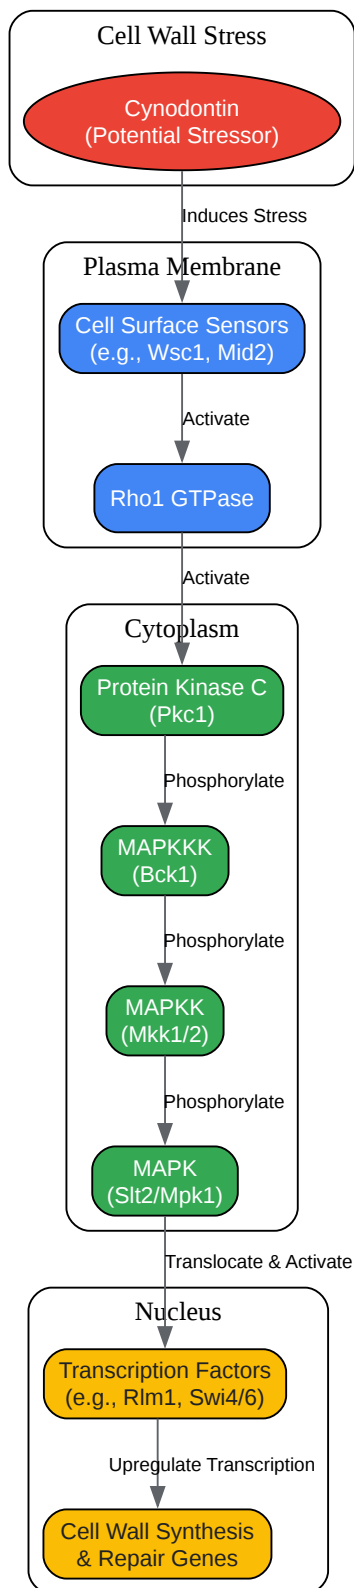 Cell Wall Stress
Cynodontin
(Potential Stressor)
Induces Stress
Plasma Membrane
Cell Surface Sensors
(e.g., Wsc1, Mid2)
Activate
Rho1 GTPase
Activate
Cytoplasm
Protein Kinase C
(Pkc1)
Phosphorylate
MAPKKK
(Bck1)
Phosphorylate
MAPKK
(Mkk1/2)
Phosphorylate
MAPK
(Slt2/Mpk1)
Translocate & Activate
Nucleus
Transcription Factors
(e.g., Rlm1, Swi4/6)
Upregulate Transcription
Cell Wall Synthesis
& Repair Genes